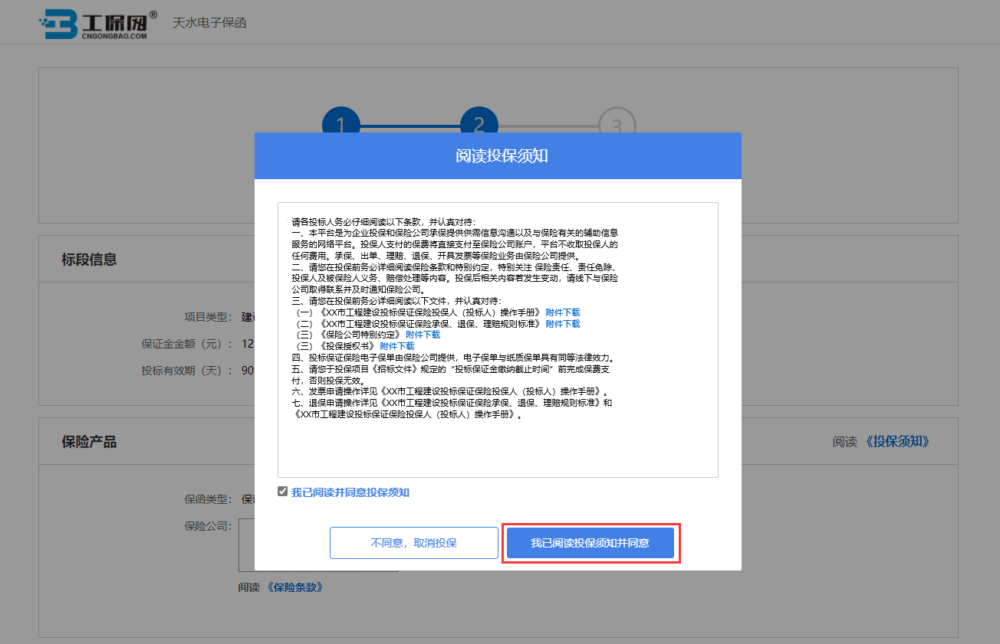 工保网®
CNGONGBAO.COM
天水电子保函
1 2 3
阅读投保须知
请各投标人务必仔细阅读以下条款，并认真对待：
一、本平台是为企业投保和保险公司承保提供供需信息沟通以及与保险有关的辅助信息
服务的网络平台。投保人支付的保费将直接支付至保险公司账户，平台不收取投保人的
任何费用。承保、出单、理赔、退保、开具发票等保险业务由保险公司提供。
二、请您在投保前务必详细阅读保险条款和特别约定，特别关注 保险责任、责任免除、
投保人及被保险人义务、赔偿处理等内容。投保后相关内容若发生变动，请线下与保险
公司取得联系并及时通知保险公司。
三、请您在投保前务必详细阅读以下文件，并认真对待：
（一）《XX市工程建设投标保证保险投保人（投标人）操作手册》 附件下载
（二）《XX市工程建设投标保证保险承保、退保、理赔规则标准》 附件下载
（三）《保险公司特别约定》 附件下载
（三）《投保授权书》 附件下载
四、投标保证保险电子保单由保险公司提供，电子保单与纸质保单具有同等法律效力。
五、请您于投保项目《招标文件》规定的“投标保证金缴纳截止时间”前完成保费支
付，否则投保无效。
六、发票申请操作详见《XX市工程建设投标保证保险投保人（投标人）操作手册》。
七、退保申请操作详见《XX市工程建设投标保证保险承保、退保、理赔规则标准》和
《XX市工程建设投标保证保险投保人（投标人）操作手册》。
我已阅读并同意投保须知
不同意，取消投保
我已阅读投保须知并同意
标段信息
项目类型： 建
保证金金额（元）： 12
投标有效期（天）： 90
保险产品
阅读 《投保须知》
保函类型： 保
保险公司：
阅读 《保险条款》